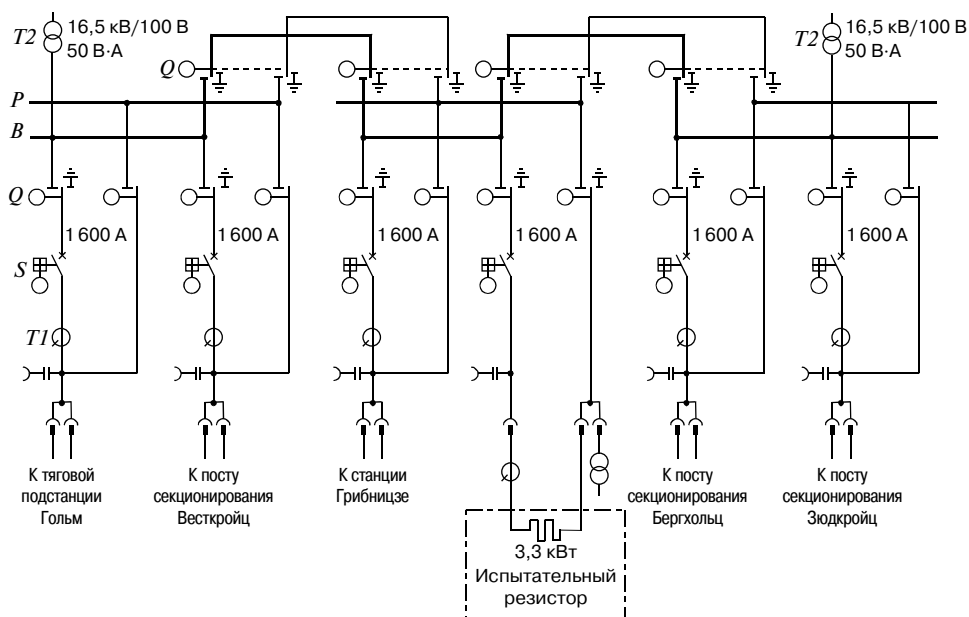 T2
16,5 кВ/100 В
50 В·А
T2
16,5 кВ/100 В
50 В·А
Q
P
B
Q
1 600 А
1 600 А
1 600 А
1 600 А
1 600 А
1 600 А
S
T1
К тяговой
подстанции
Гольм
К посту
секционирования
Весткройц
К станции
Грибницзе
К посту
секционирования
Бергхольц
К посту
секционирования
Зюдкройц
3,3 кВт
Испытательный
резистор